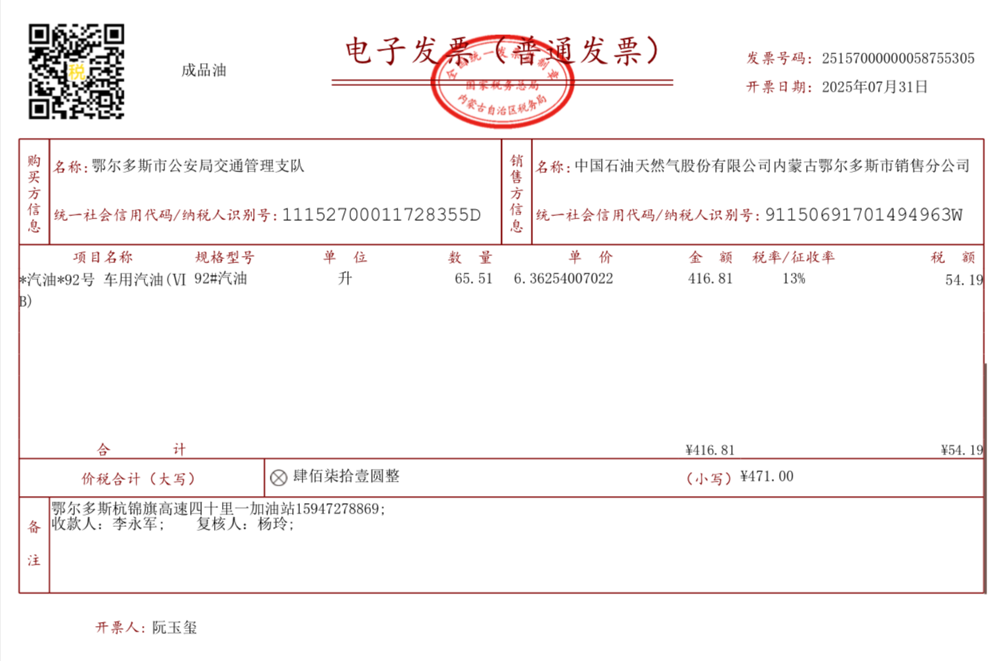 税
成品油
电子发票（普通发票）
全国统一发票监制章
国家税务总局
内蒙古自治区税务局
发票号码：25157000000058755305
开票日期：2025年07月31日
购买方信息
名称：鄂尔多斯市公安局交通管理支队
统一社会信用代码/纳税人识别号：11152700011728355D
销售方信息
名称：中国石油天然气股份有限公司内蒙古鄂尔多斯市销售分公司
统一社会信用代码/纳税人识别号：91150691701494963W
项目名称 规格型号 单 位 数 量 单 价 金 额 税率/征收率 税 额
*汽油*92号 车用汽油(Ⅵ 92#汽油 升 65.51 6.36254007022 416.81 13% 54.19
B)
合 计 ¥416.81 ¥54.19
价税合计（大写） ⊗肆佰柒拾壹圆整 （小写）¥471.00
备注
鄂尔多斯杭锦旗高速四十里一加油站15947278869;
收款人：李永军; 复核人：杨玲;
开票人：阮玉玺